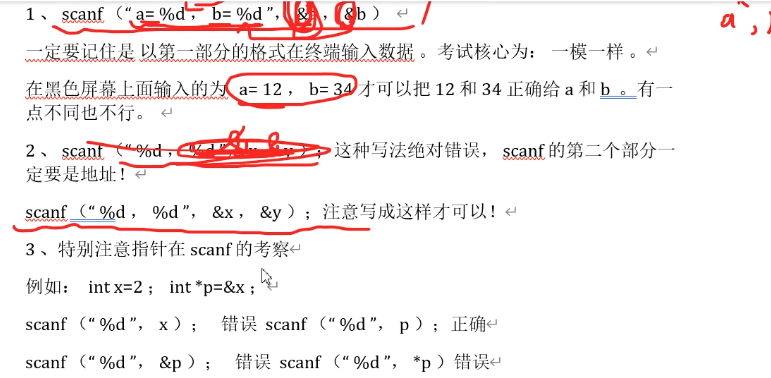 1 、 scanf （“ a= %d ， b= %d ”， &a ， &b ）
一定要记住是 以第一部分的格式在终端输入数据 。考试核心为： 一模一样 。
在黑色屏幕上面输入的为 a= 12 ， b= 34 才可以把 12 和 34 正确给 a 和 b 。有一
点不同也不行。
2 、 scanf （“ %d ， %d ”， ）； 这种写法绝对错误， scanf 的第二个部分一
定要是地址！
scanf （“ %d ， %d ”， &x ， &y ）；注意写成这样才可以！
3 、特别注意指针在 scanf 的考察
例如： int x=2 ； int *p=&x ；
scanf （“ %d ”， x ）； 错误 scanf （“ %d ”， p ）；正确
scanf （“ %d ”， &p ）； 错误 scanf （“ %d ”， *p ）错误